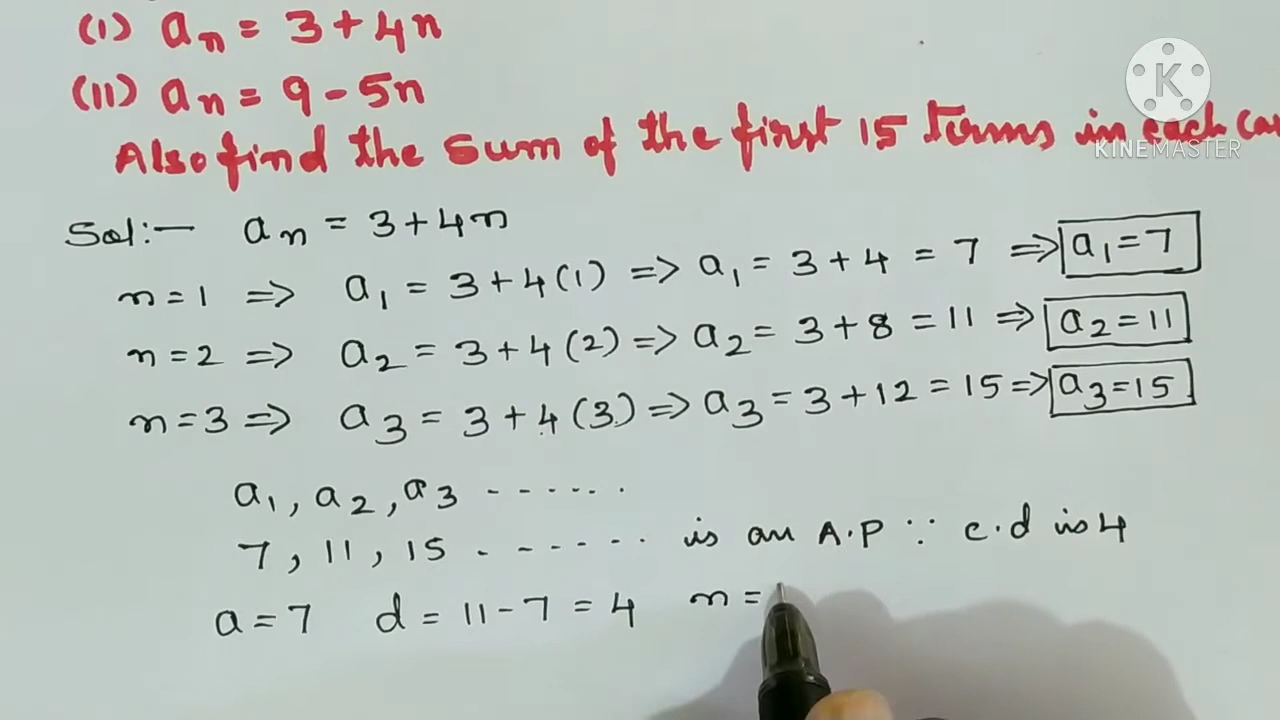 (I) aₙ = 3 + 4n
(II) aₙ = 9 - 5n
Also find the sum of the first 15 terms in each
KINEMASTER
Sol:- aₙ = 3 + 4n
n = 1 => a₁ = 3 + 4(1) => a₁ = 3 + 4 = 7 => a₁ = 7
n = 2 => a₂ = 3 + 4(2) => a₂ = 3 + 8 = 11 => a₂ = 11
n = 3 => a₃ = 3 + 4(3) => a₃ = 3 + 12 = 15 => a₃ = 15
a₁, a₂, a₃ ------
7, 11, 15 ------- is an A.P ∵ c.d is 4
a = 7 d = 11 - 7 = 4 n =